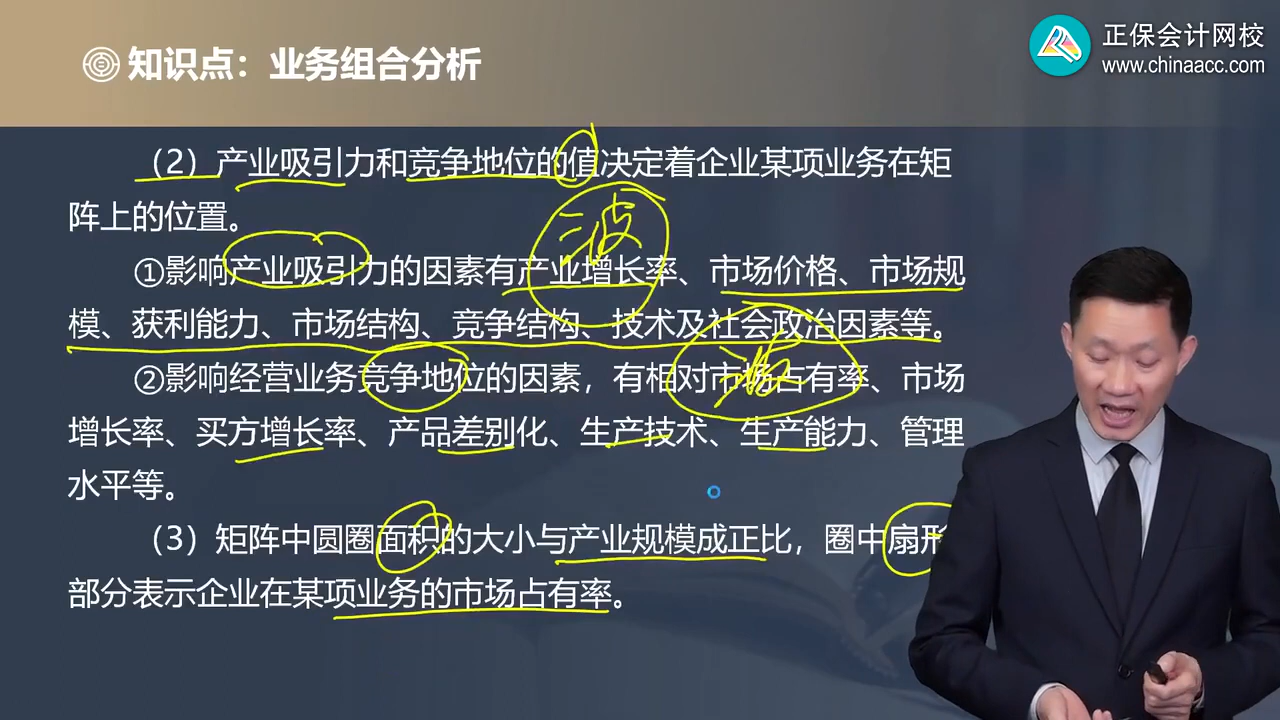 知识点：业务组合分析
正保会计网校
www.chinaacc.com
（2）产业吸引力和竞争地位的值决定着企业某项业务在矩
阵上的位置。
①影响产业吸引力的因素有产业增长率、市场价格、市场规
模、获利能力、市场结构、竞争结构、技术及社会政治因素等。
②影响经营业务竞争地位的因素，有相对市场占有率、市场
增长率、买方增长率、产品差别化、生产技术、生产能力、管理
水平等。
（3）矩阵中圆圈面积的大小与产业规模成正比，圈中扇形
部分表示企业在某项业务的市场占有率。